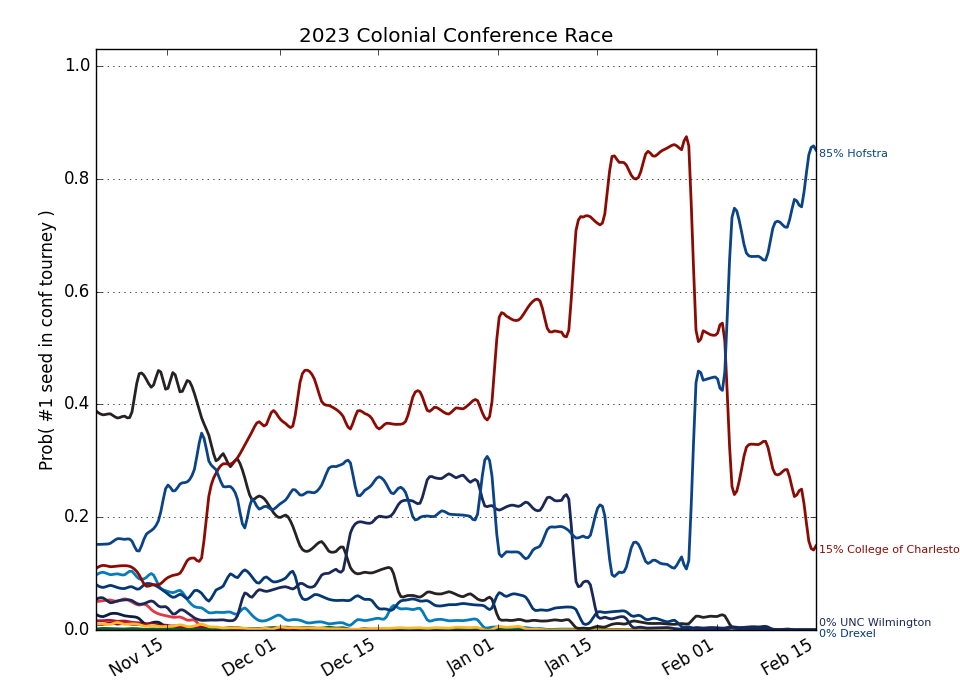 2023 Colonial Conference Race
Prob( #1 seed in conf tourney )
1.0
0.8
0.6
0.4
0.2
0.0
Nov 15
Dec 01
Dec 15
Jan 01
Jan 15
Feb 01
Feb 15
85% Hofstra
15% College of Charlesto
0% UNC Wilmington
0% Drexel